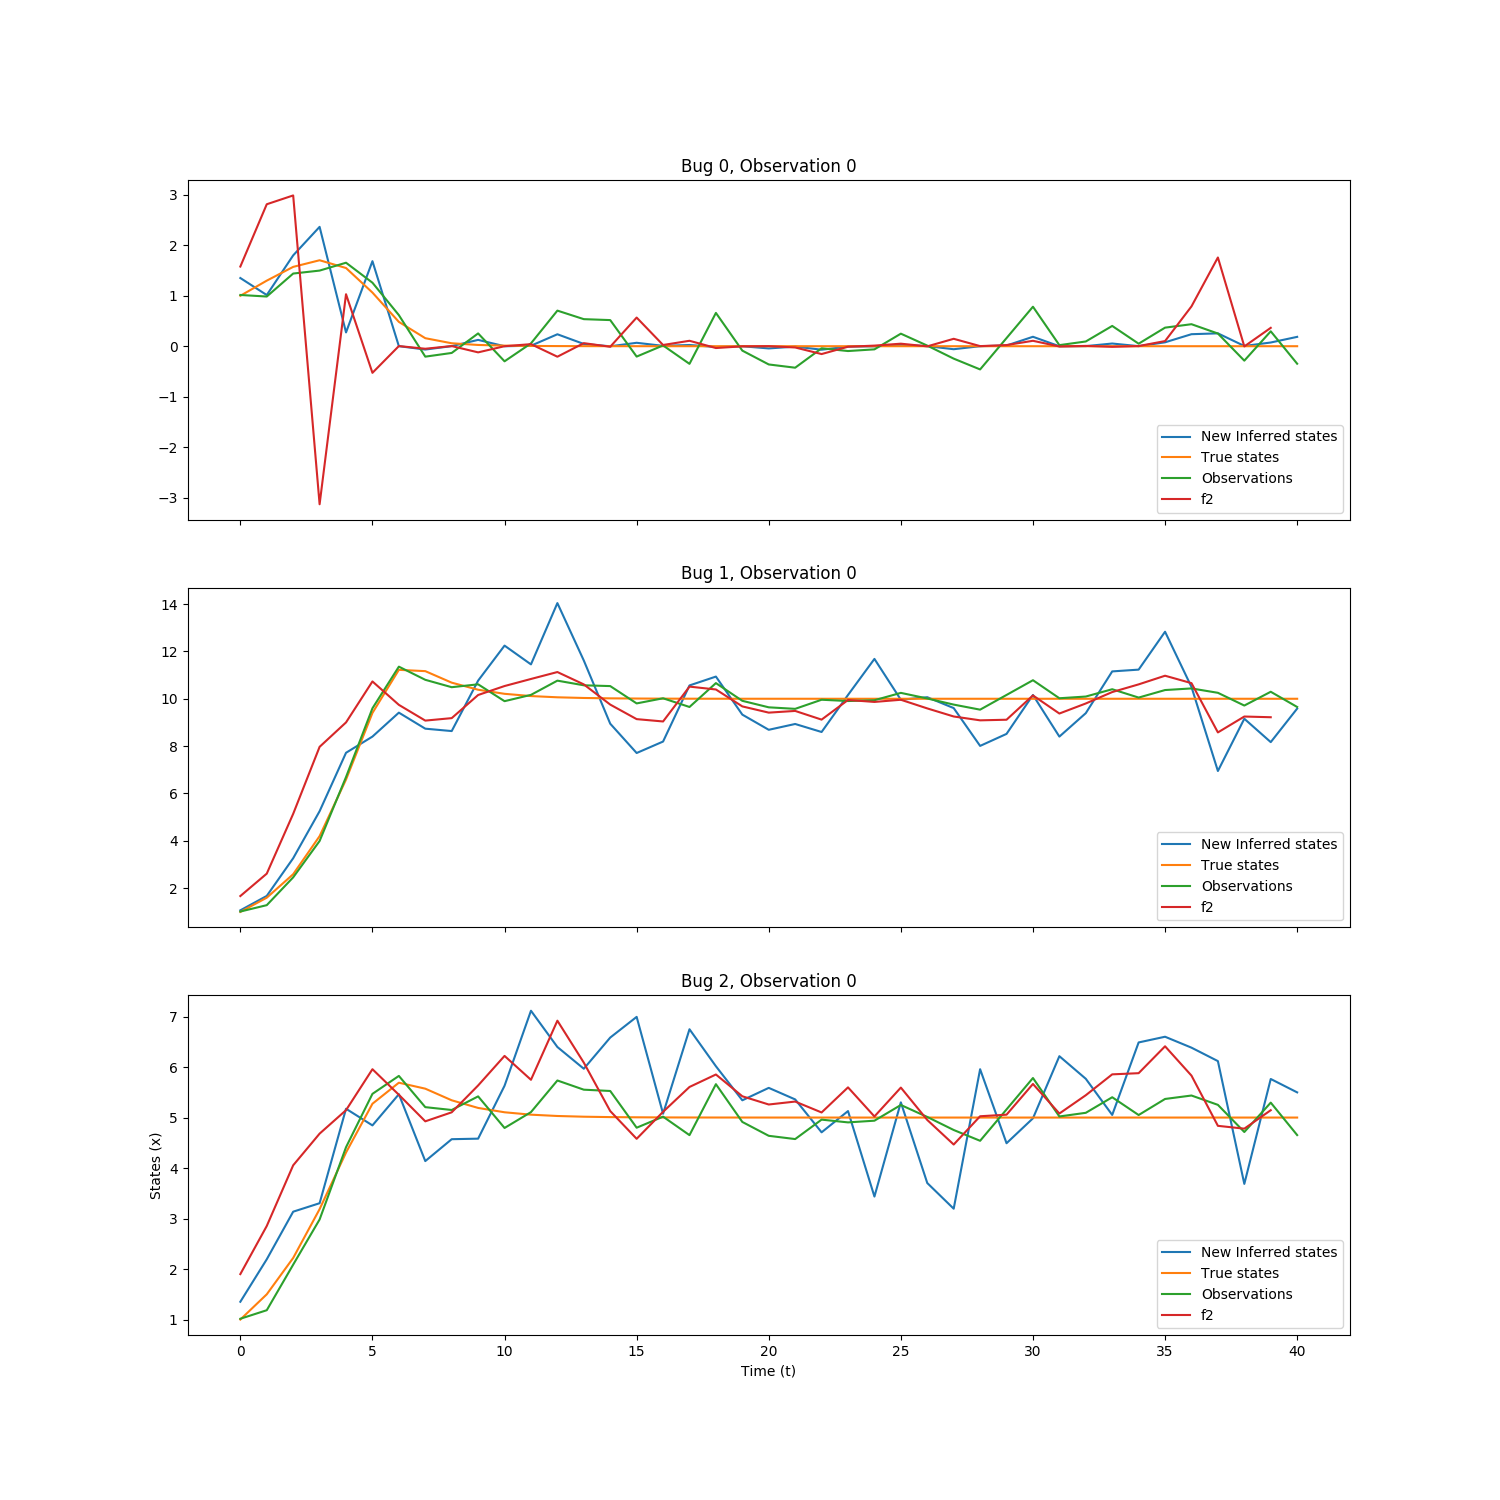 Bug 0, Observation 0
3
2
1
0
−1
−2
−3
New Inferred states
True states
Observations
f2
Bug 1, Observation 0
14
12
10
8
6
4
2
New Inferred states
True states
Observations
f2
Bug 2, Observation 0
7
6
5
4
3
2
1
States (x)
New Inferred states
True states
Observations
f2
0 5 10 15 20 25 30 35 40
Time (t)